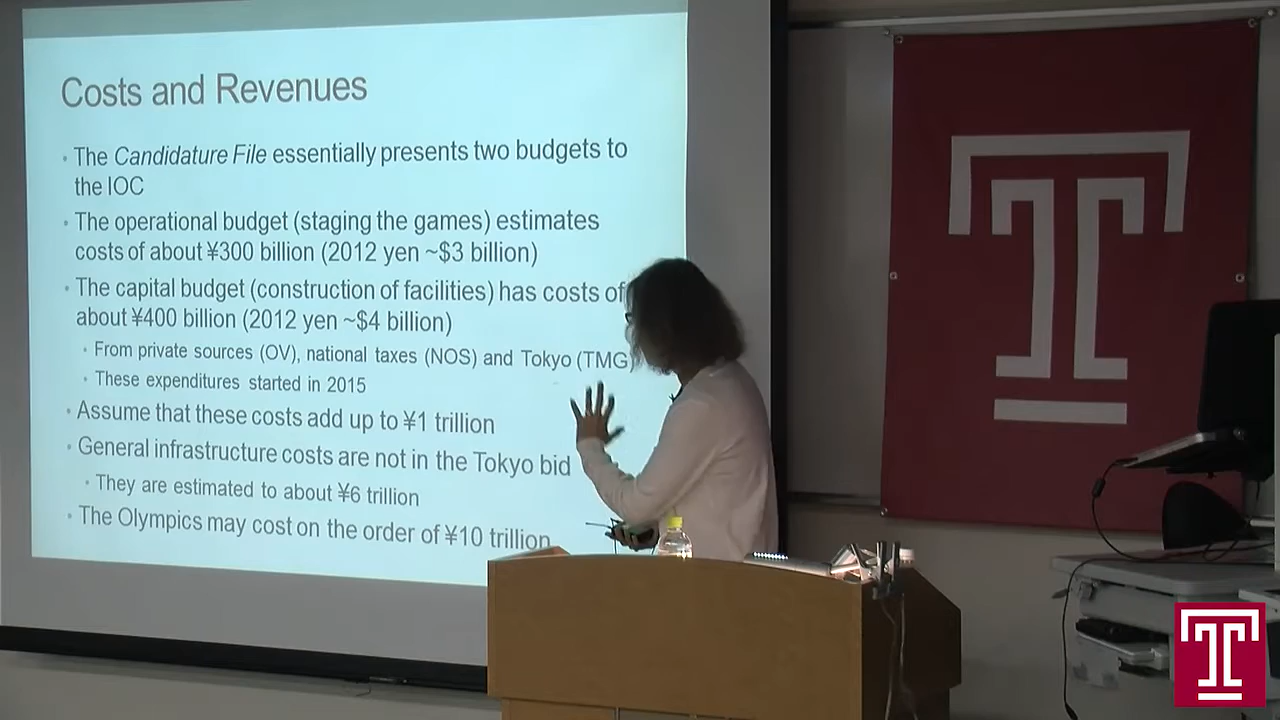 Costs and Revenues
• The Candidature File essentially presents two budgets to
the IOC
• The operational budget (staging the games) estimates
costs of about ¥300 billion (2012 yen ~$3 billion)
• The capital budget (construction of facilities) has costs of
about ¥400 billion (2012 yen ~$4 billion)
• From private sources (OV), national taxes (NOS) and Tokyo (TMG)
• These expenditures started in 2015
• Assume that these costs add up to ¥1 trillion
• General infrastructure costs are not in the Tokyo bid
• They are estimated to about ¥6 trillion
• The Olympics may cost on the order of ¥10 trillion
T
T